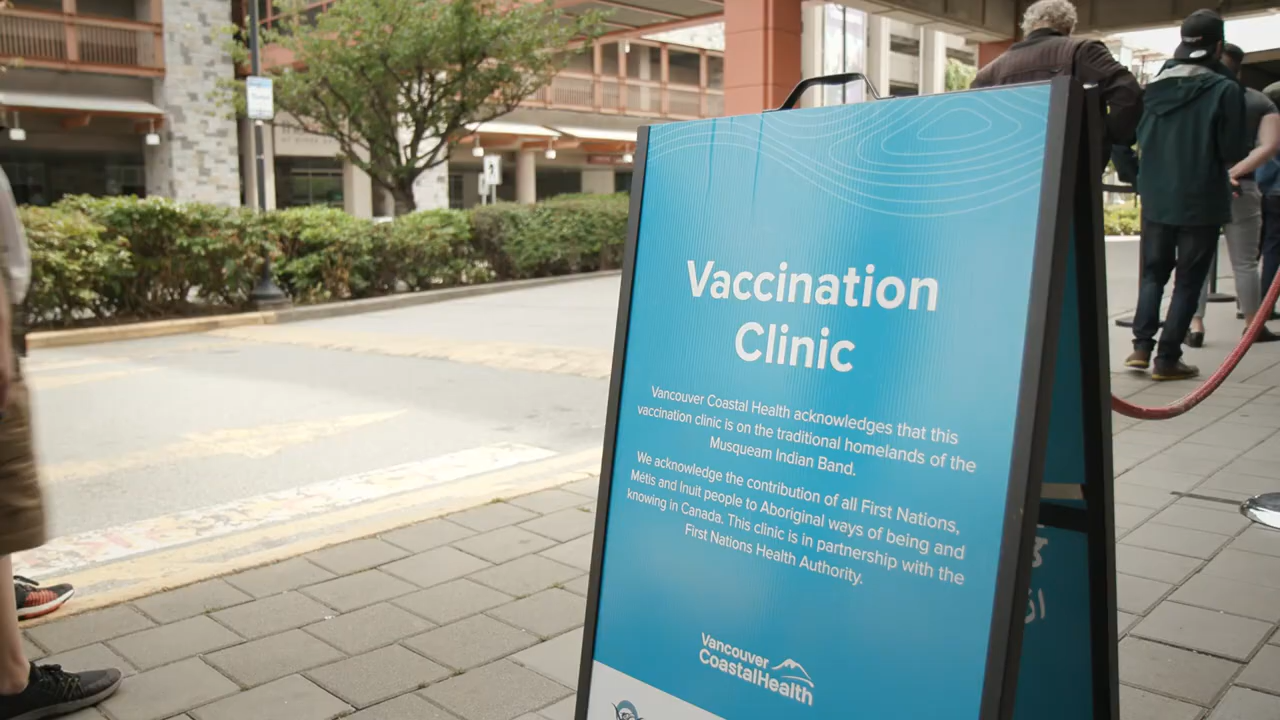 Vaccination
Clinic
Vancouver Coastal Health acknowledges that this
vaccination clinic is on the traditional homelands of the
Musqueam Indian Band.
We acknowledge the contribution of all First Nations,
Métis and Inuit people to Aboriginal ways of being and
knowing in Canada. This clinic is in partnership with the
First Nations Health Authority.
Vancouver
CoastalHealth